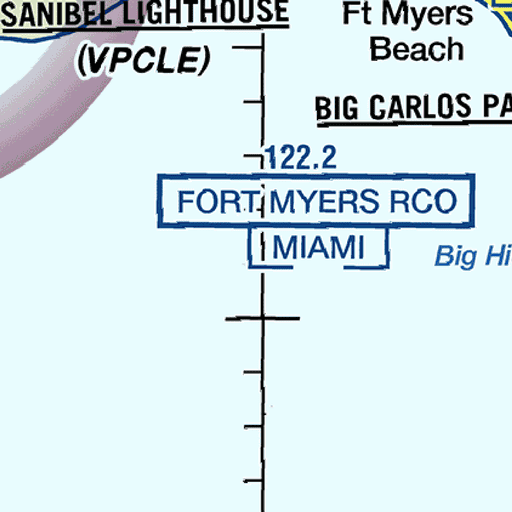 SANIBEL LIGHTHOUSE
(VPCLE)
Ft Myers
Beach
BIG CARLOS PA
122.2
FORT MYERS RCO
MIAMI
Big Hi